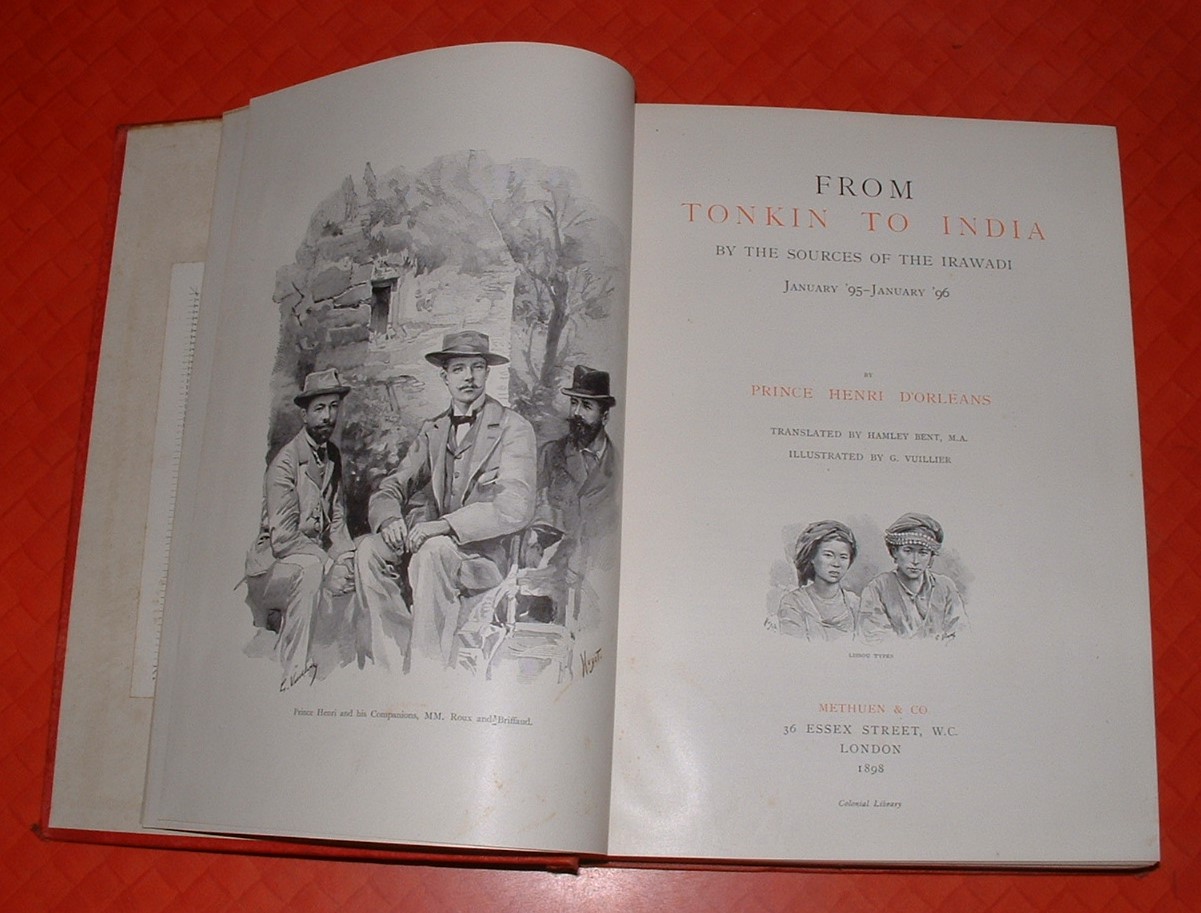 G. Vuillier
Prince Henri and his Companions, MM. Roux and Briffaud.
FROM
TONKIN TO INDIA
BY THE SOURCES OF THE IRAWADI
JANUARY '95–JANUARY '96
BY
PRINCE HENRI D'ORLEANS
TRANSLATED BY HAMLEY BENT, M.A.
ILLUSTRATED BY G. VUILLIER
LISSOU TYPES
METHUEN & CO
36 ESSEX STREET, W.C.
LONDON
1898
Colonial Library